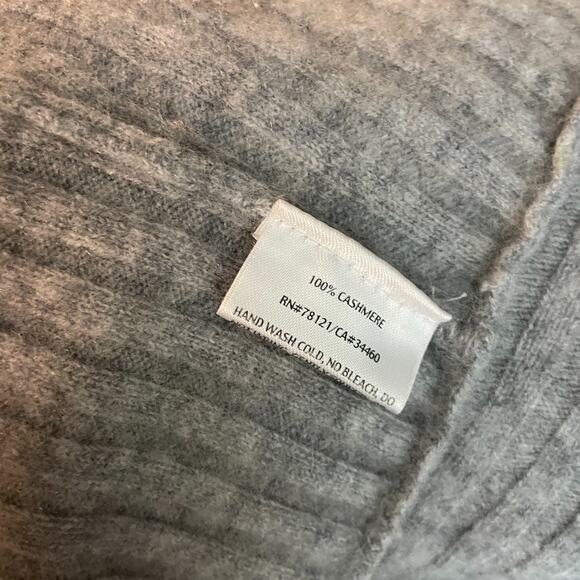 100% CASHMERE
RN#78121/CA#34460
HAND WASH COLD, NO BLEACH, DO